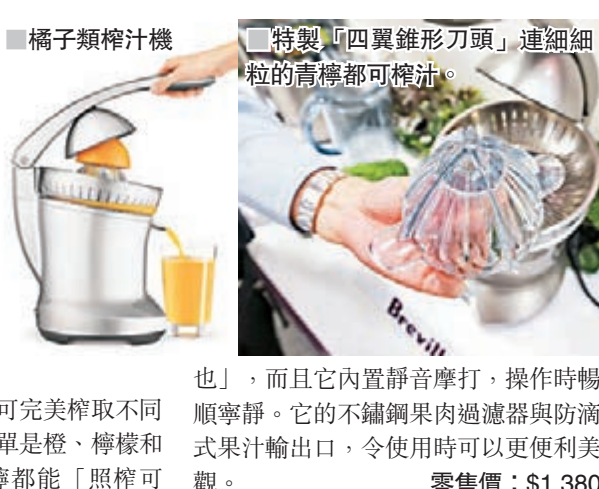 ■橘子類榨汁機
■特製「四翼錐形刀頭」連細細
粒的青檸都可榨汁。
Brevill
可完美榨取不同
單是橙、檸檬和
檸都能「照榨可
也」，而且它內置靜音摩打，操作時暢
順寧靜。它的不鏽鋼果肉過濾器與防滴
式果汁輸出口，令使用時可以更便利美
觀。
零售價：$1,380